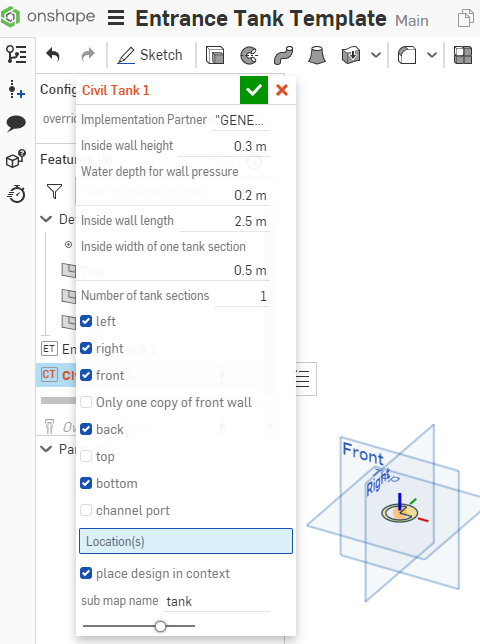 onshape
Entrance Tank Template Main
Sketch
Config
overri
Civil Tank 1
Implementation Partner "GENE...
Inside wall height 0.3 m
Water depth for wall pressure
0.2 m
Inside wall length 2.5 m
Inside width of one tank section
0.5 m
Number of tank sections 1
left
right
front
Only one copy of front wall
back
top
bottom
channel port
Location(s)
place design in context
sub map name tank
Featur
De
ET En
CT Ci
Ov
Pa
Front
Top
Right